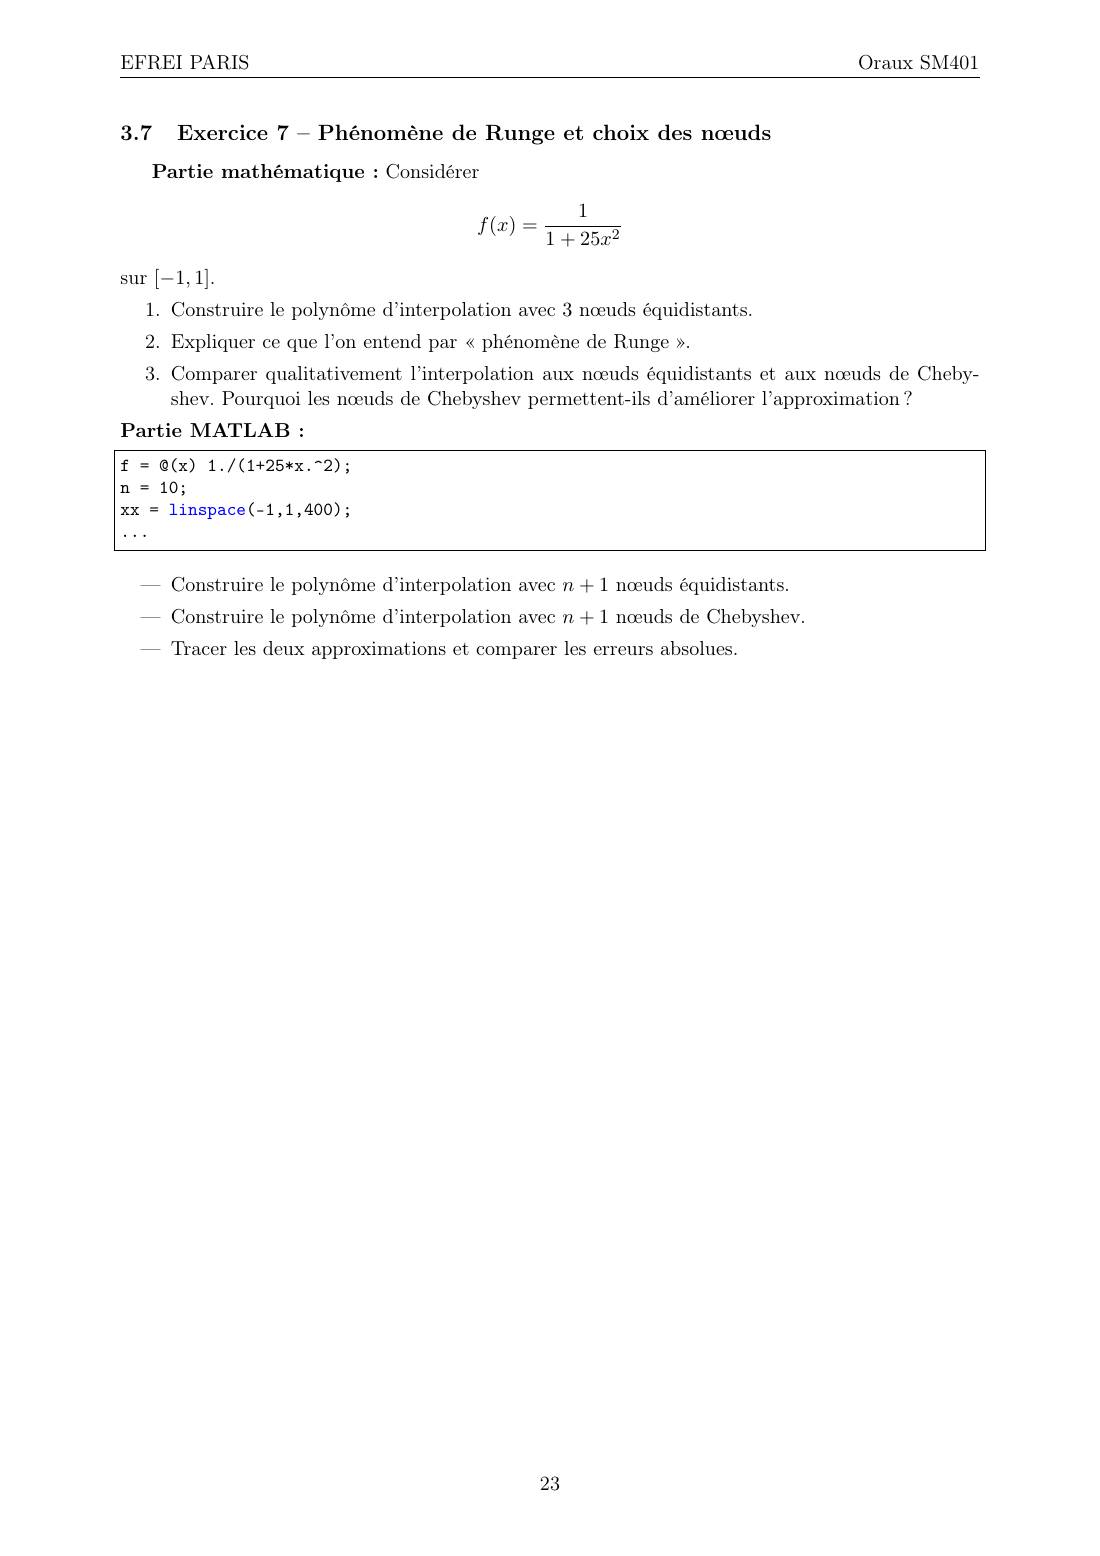 EFREI PARIS Oraux SM401
3.7 Exercice 7 – Phénomène de Runge et choix des nœuds
Partie mathématique : Considérer
f(x) = 1 / (1 + 25x²)
sur [−1, 1].
1. Construire le polynôme d'interpolation avec 3 nœuds équidistants.
2. Expliquer ce que l'on entend par « phénomène de Runge ».
3. Comparer qualitativement l'interpolation aux nœuds équidistants et aux nœuds de Cheby-
shev. Pourquoi les nœuds de Chebyshev permettent-ils d'améliorer l'approximation ?
Partie MATLAB :
f = @(x) 1./(1+25*x.^2);
n = 10;
xx = linspace(-1,1,400);
...
— Construire le polynôme d'interpolation avec n + 1 nœuds équidistants.
— Construire le polynôme d'interpolation avec n + 1 nœuds de Chebyshev.
— Tracer les deux approximations et comparer les erreurs absolues.
23